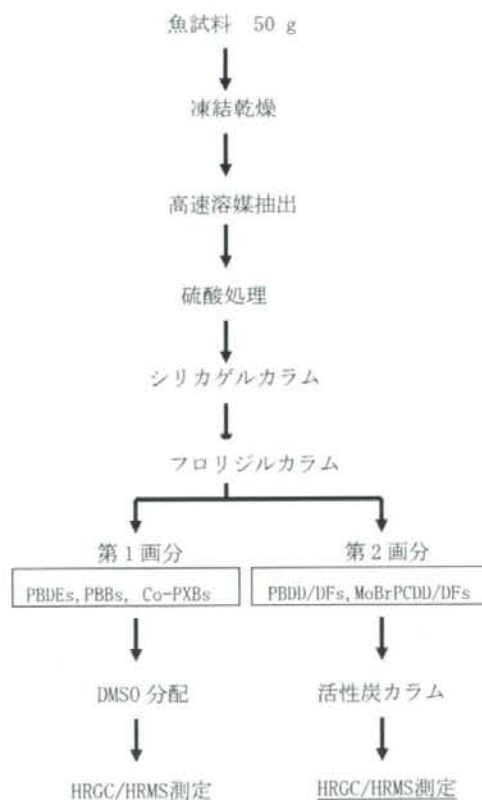 魚試料 50 g
凍結乾燥
高速溶媒抽出
硫酸処理
シリカゲルカラム
フロリジルカラム
第1画分
第2画分
PBDEs,PBBs, Co-PXBs
PBDD/DFs,MoBrPCDD/DFs
DMSO 分配
活性炭カラム
HRGC/HRMS測定
HRGC/HRMS測定